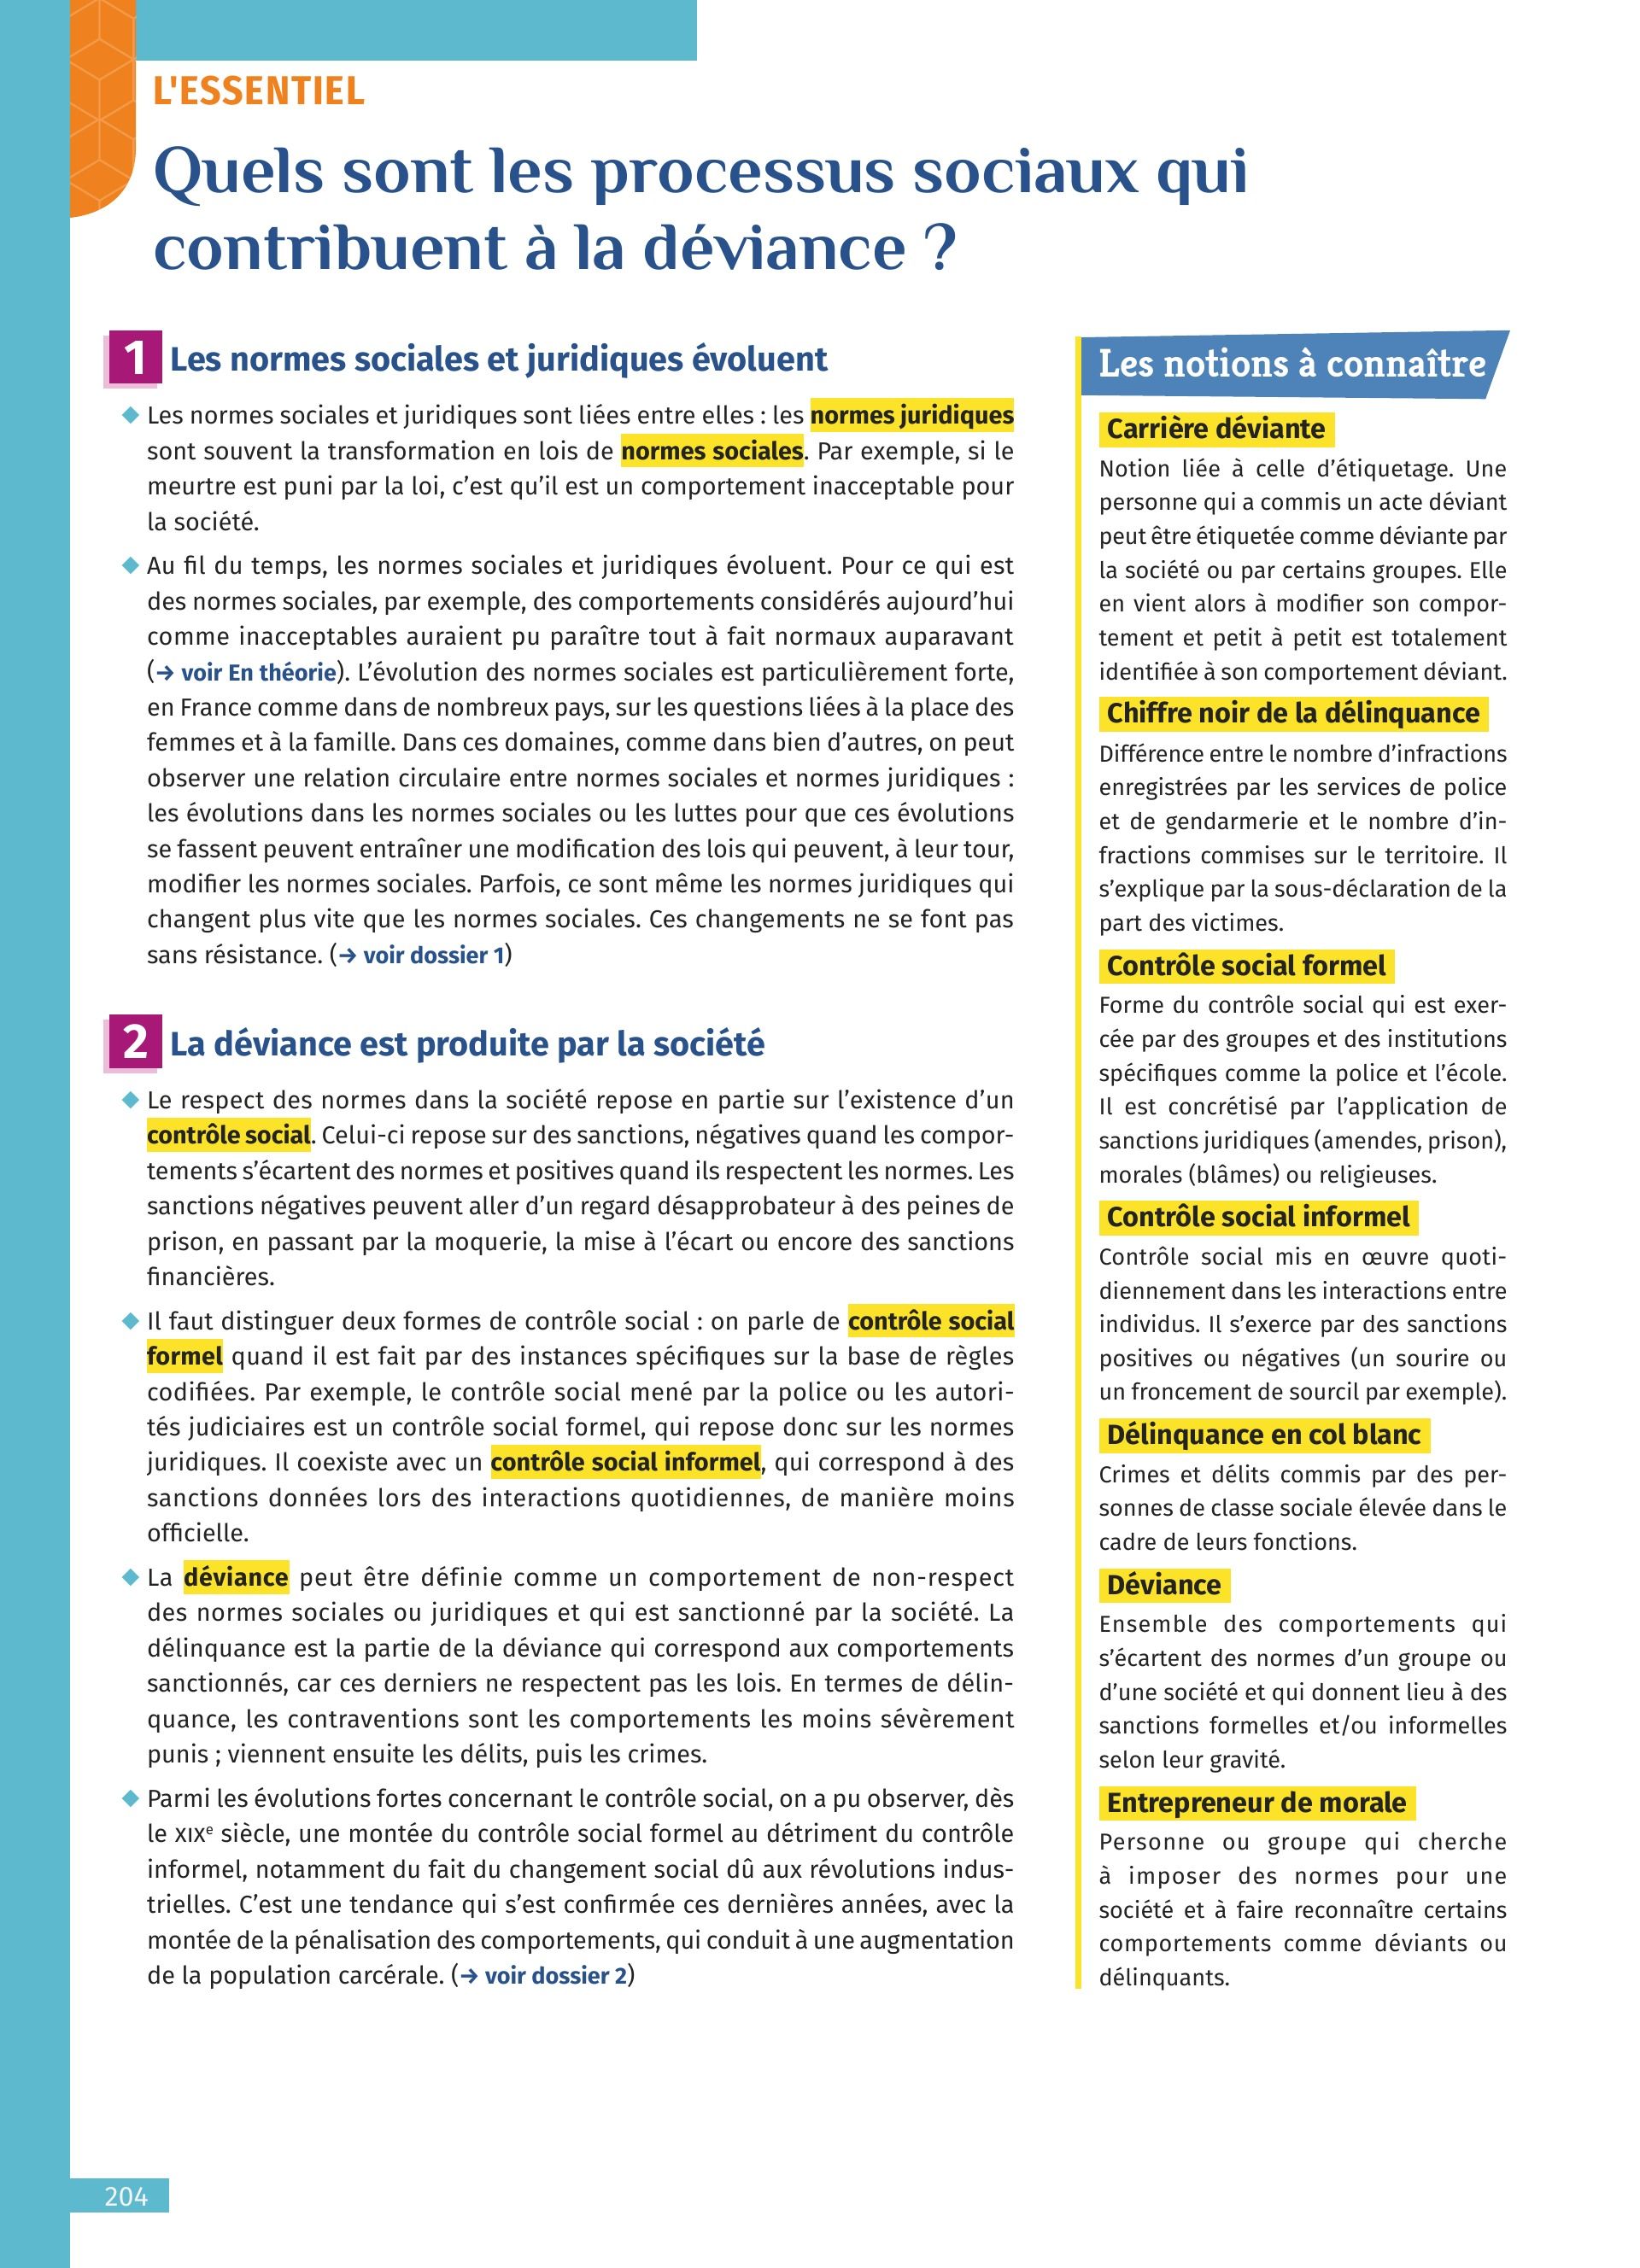 L'ESSENTIEL
Quels sont les processus sociaux qui
contribuent à la déviance ?
1 Les normes sociales et juridiques évoluent
◆ Les normes sociales et juridiques sont liées entre elles : les normes juridiques
sont souvent la transformation en lois de normes sociales. Par exemple, si le
meurtre est puni par la loi, c’est qu’il est un comportement inacceptable pour
la société.
◆ Au fil du temps, les normes sociales et juridiques évoluent. Pour ce qui est
des normes sociales, par exemple, des comportements considérés aujourd’hui
comme inacceptables auraient pu paraître tout à fait normaux auparavant
(→ voir En théorie). L’évolution des normes sociales est particulièrement forte,
en France comme dans de nombreux pays, sur les questions liées à la place des
femmes et à la famille. Dans ces domaines, comme dans bien d’autres, on peut
observer une relation circulaire entre normes sociales et normes juridiques :
les évolutions dans les normes sociales ou les luttes pour que ces évolutions
se fassent peuvent entraîner une modification des lois qui peuvent, à leur tour,
modifier les normes sociales. Parfois, ce sont même les normes juridiques qui
changent plus vite que les normes sociales. Ces changements ne se font pas
sans résistance. (→ voir dossier 1)
2 La déviance est produite par la société
◆ Le respect des normes dans la société repose en partie sur l’existence d’un
contrôle social. Celui-ci repose sur des sanctions, négatives quand les compor-
tements s’écartent des normes et positives quand ils respectent les normes. Les
sanctions négatives peuvent aller d’un regard désapprobateur à des peines de
prison, en passant par la moquerie, la mise à l’écart ou encore des sanctions
financières.
◆ Il faut distinguer deux formes de contrôle social : on parle de contrôle social
formel quand il est fait par des instances spécifiques sur la base de règles
codifiées. Par exemple, le contrôle social mené par la police ou les autori-
tés judiciaires est un contrôle social formel, qui repose donc sur les normes
juridiques. Il coexiste avec un contrôle social informel, qui correspond à des
sanctions données lors des interactions quotidiennes, de manière moins
officielle.
◆ La déviance peut être définie comme un comportement de non-respect
des normes sociales ou juridiques et qui est sanctionné par la société. La
délinquance est la partie de la déviance qui correspond aux comportements
sanctionnés, car ces derniers ne respectent pas les lois. En termes de délin-
quance, les contraventions sont les comportements les moins sévèrement
punis ; viennent ensuite les délits, puis les crimes.
◆ Parmi les évolutions fortes concernant le contrôle social, on a pu observer, dès
le XIXe siècle, une montée du contrôle social formel au détriment du contrôle
informel, notamment du fait du changement social dû aux révolutions indus-
trielles. C’est une tendance qui s’est confirmée ces dernières années, avec la
montée de la pénalisation des comportements, qui conduit à une augmentation
de la population carcérale. (→ voir dossier 2)
Les notions à connaître
Carrière déviante
Notion liée à celle d’étiquetage. Une
personne qui a commis un acte déviant
peut être étiquetée comme déviante par
la société ou par certains groupes. Elle
en vient alors à modifier son compor-
tement et petit à petit est totalement
identifiée à son comportement déviant.
Chiffre noir de la délinquance
Différence entre le nombre d’infractions
enregistrées par les services de police
et de gendarmerie et le nombre d’in-
fractions commises sur le territoire. Il
s’explique par la sous-déclaration de la
part des victimes.
Contrôle social formel
Forme du contrôle social qui est exer-
cée par des groupes et des institutions
spécifiques comme la police et l’école.
Il est concrétisé par l’application de
sanctions juridiques (amendes, prison),
morales (blâmes) ou religieuses.
Contrôle social informel
Contrôle social mis en œuvre quoti-
diennement dans les interactions entre
individus. Il s’exerce par des sanctions
positives ou négatives (un sourire ou
un froncement de sourcil par exemple).
Délinquance en col blanc
Crimes et délits commis par des per-
sonnes de classe sociale élevée dans le
cadre de leurs fonctions.
Déviance
Ensemble des comportements qui
s’écartent des normes d’un groupe ou
d’une société et qui donnent lieu à des
sanctions formelles et/ou informelles
selon leur gravité.
Entrepreneur de morale
Personne ou groupe qui cherche
à imposer des normes pour une
société et à faire reconnaître certains
comportements comme déviants ou
délinquants.
204